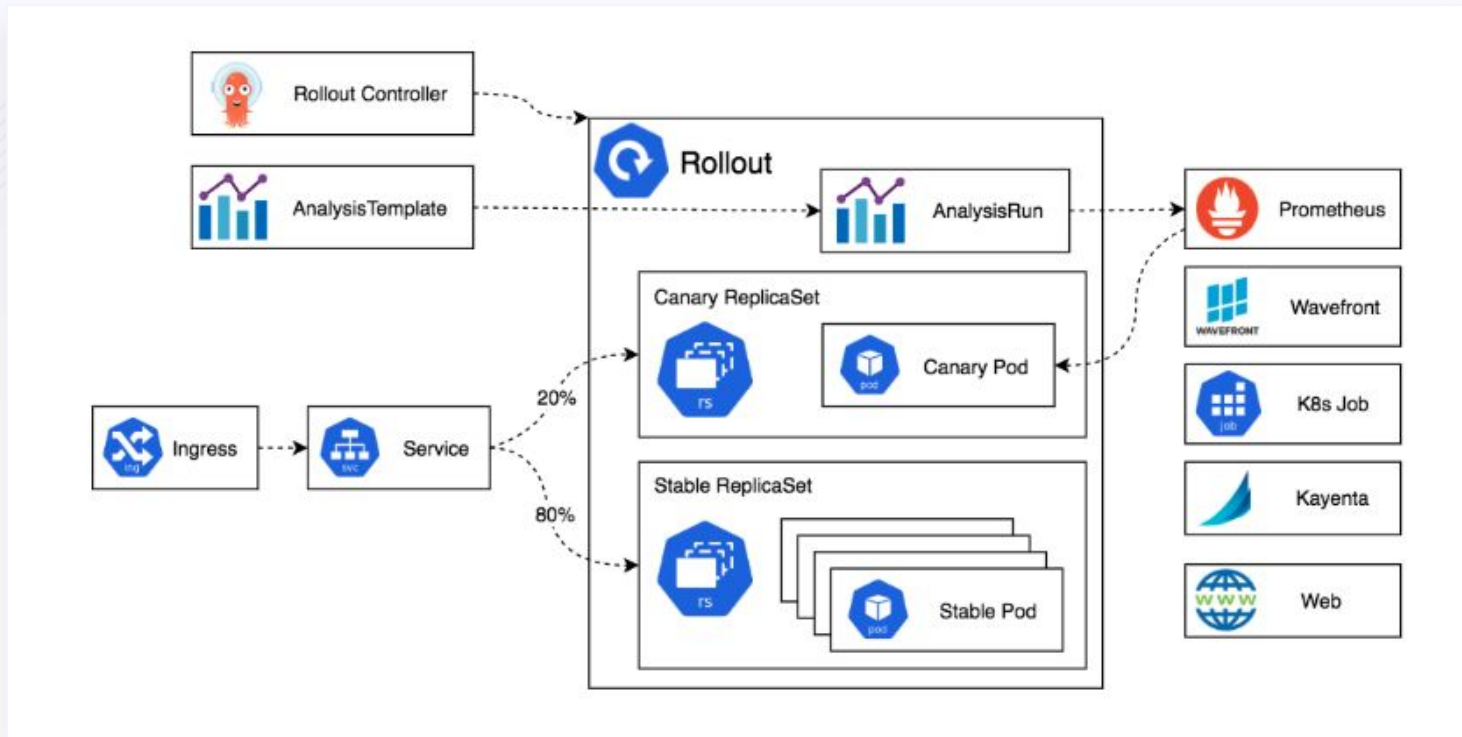 Rollout Controller
Rollout
AnalysisTemplate
AnalysisRun
Prometheus
Canary ReplicaSet
Wavefront
WAVEFRONT
Canary Pod
pod
20%
rs
K8s Job
job
Ingress
ing
Service
svc
Stable ReplicaSet
Kayenta
80%
rs
Stable Pod
pod
WWW
Web